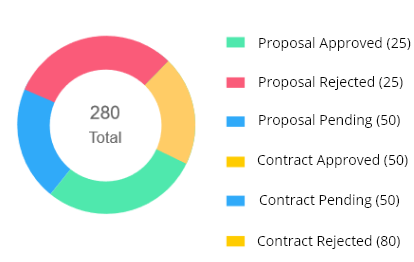 280
Total
Proposal Approved (25)
Proposal Rejected (25)
Proposal Pending (50)
Contract Approved (50)
Contract Pending (50)
Contract Rejected (80)